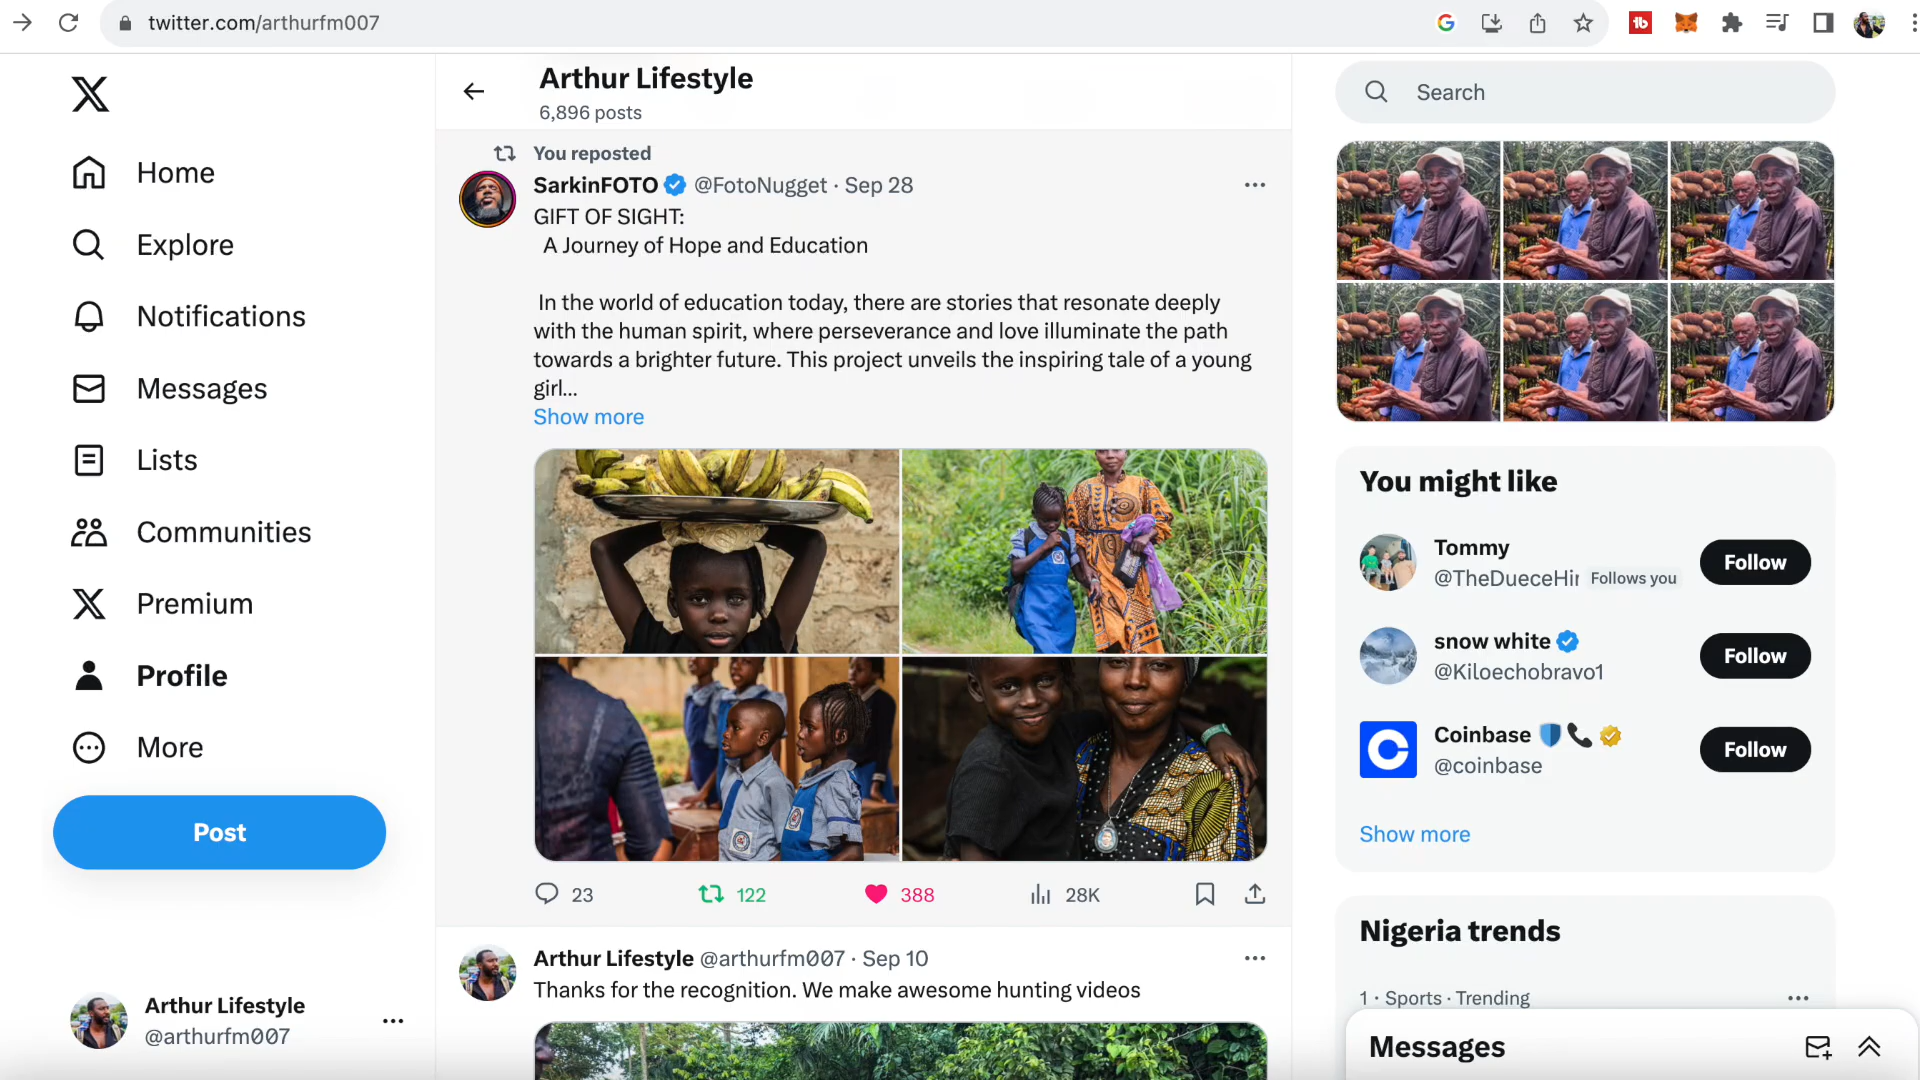 twitter.com/arthurfm007
Home
Explore
Notifications
Messages
Lists
Communities
Premium
Profile
More
Post
Arthur Lifestyle
@arthurfm007
Arthur Lifestyle
6,896 posts
You reposted
SarkinFOTO @FotoNugget · Sep 28
GIFT OF SIGHT:
A Journey of Hope and Education
In the world of education today, there are stories that resonate deeply
with the human spirit, where perseverance and love illuminate the path
towards a brighter future. This project unveils the inspiring tale of a young
girl...
Show more
23 122 388 28K
Arthur Lifestyle @arthurfm007 · Sep 10
Thanks for the recognition. We make awesome hunting videos
Search
You might like
Tommy
@TheDueceHir Follows you
Follow
snow white
@Kiloechobravo1
Follow
Coinbase
@coinbase
Follow
Show more
Nigeria trends
1 · Sports · Trending
Messages